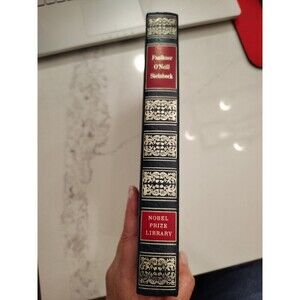 Faulkner
O'Neill
Steinbeck
NOBEL
PRIZE
LIBRARY